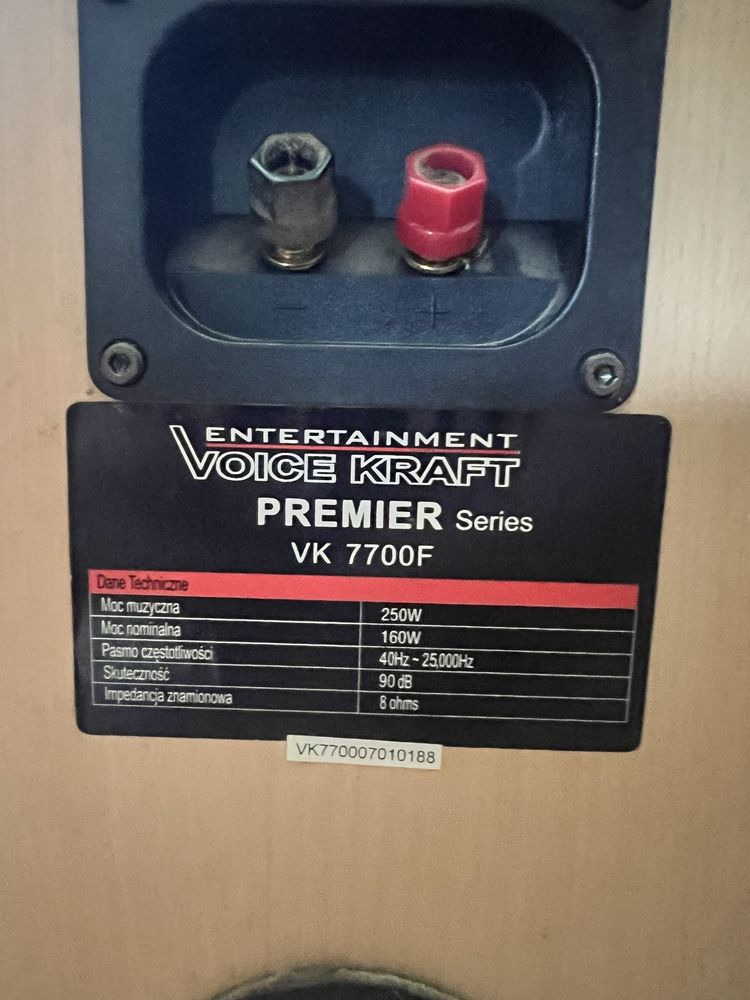 − +
ENTERTAINMENT
VOICE KRAFT
PREMIER Series
VK 7700F
Dane Techniczne
Moc muzyczna 250W
Moc nominalna 160W
Pasmo częstotliwości 40Hz ~ 25,000Hz
Skuteczność 90 dB
Impedancja znamionowa 8 ohms
VK770007010188